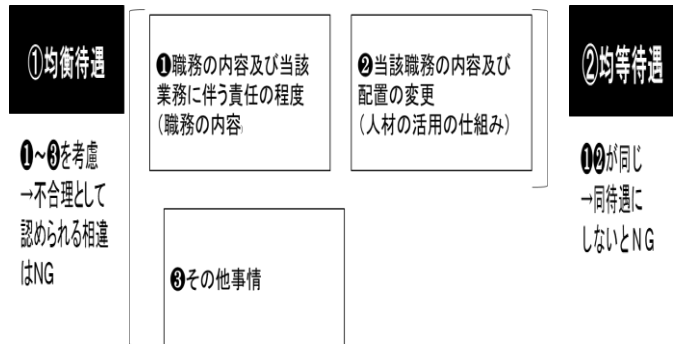 ①均衡待遇
❶～❸を考慮
→不合理として
認められる相違
はNG
❶職務の内容及び当該
業務に伴う責任の程度
(職務の内容
❷当該職務の内容及び
配置の変更
(人材の活用の仕組み)
❸その他事情
②均等待遇
❶❷が同じ
→同待遇に
しないとNG